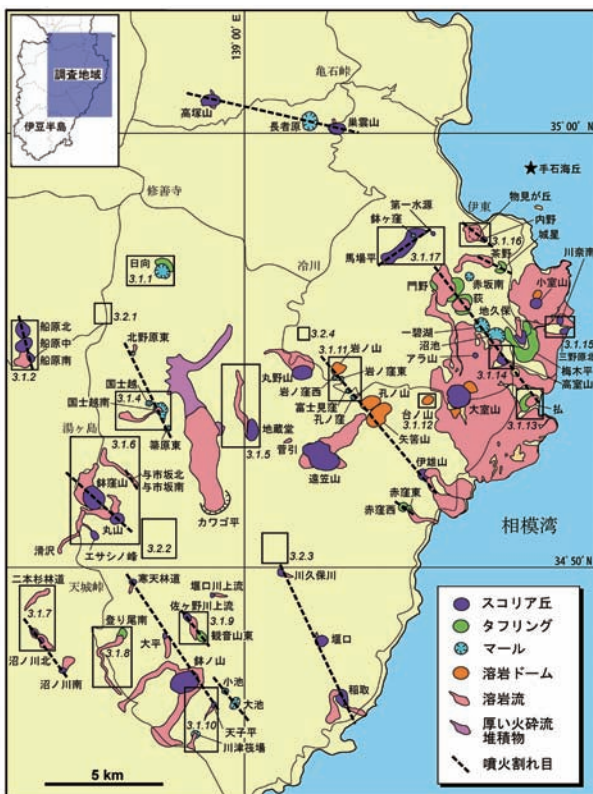 139°00′E
調査地域
伊豆半島
亀石峠
高塚山
長者原
巣雲山
35°00′N
手石海丘
修善寺
物見が丘
伊東
内野
城星
第一水源
鉢ヶ窪
馬場平
3.1.17
3.1.16
茶野
川奈南
冷川
日向
3.1.1
門野
赤坂南
荻
小室山
地久保
3.2.1
船原北
船原中
船原南
3.1.2
北野原東
3.2.4
3.1.11
岩ノ山
一碧湖
沼池
3.1.15
三野原北
アラ山
3.1.14
梅木平
高室山
丸野山
岩ノ窪東
岩ノ窪西
国士越
3.1.4
国士越南
富士見窪
孔ノ山
孔ノ窪
台ノ山
3.1.12
大室山
払
3.1.13
湯ヶ島
3.1.6
簗原東
地蔵堂
3.1.5
菅引
矢筈山
与市坂北
与市坂南
鉢窪山
遠笠山
伊雄山
丸山
カワゴ平
赤窪東
赤窪西
滑沢
エサシノ峰
3.2.2
3.2.3
相模湾
34°50′N
天城峠
二本杉林道
寒天林道
堰口川上流
川久保川
3.1.7
佐ヶ野川上流
3.1.9
登り尾南
観音山東
大平
3.1.8
堰口
沼ノ川北
鉢ノ山
小池
沼ノ川南
大池
稲取
3.1.10
天子平
川津筏場
5 km
スコリア丘
タフリング
マール
溶岩ドーム
溶岩流
厚い火砕流
堆積物
噴火割れ目